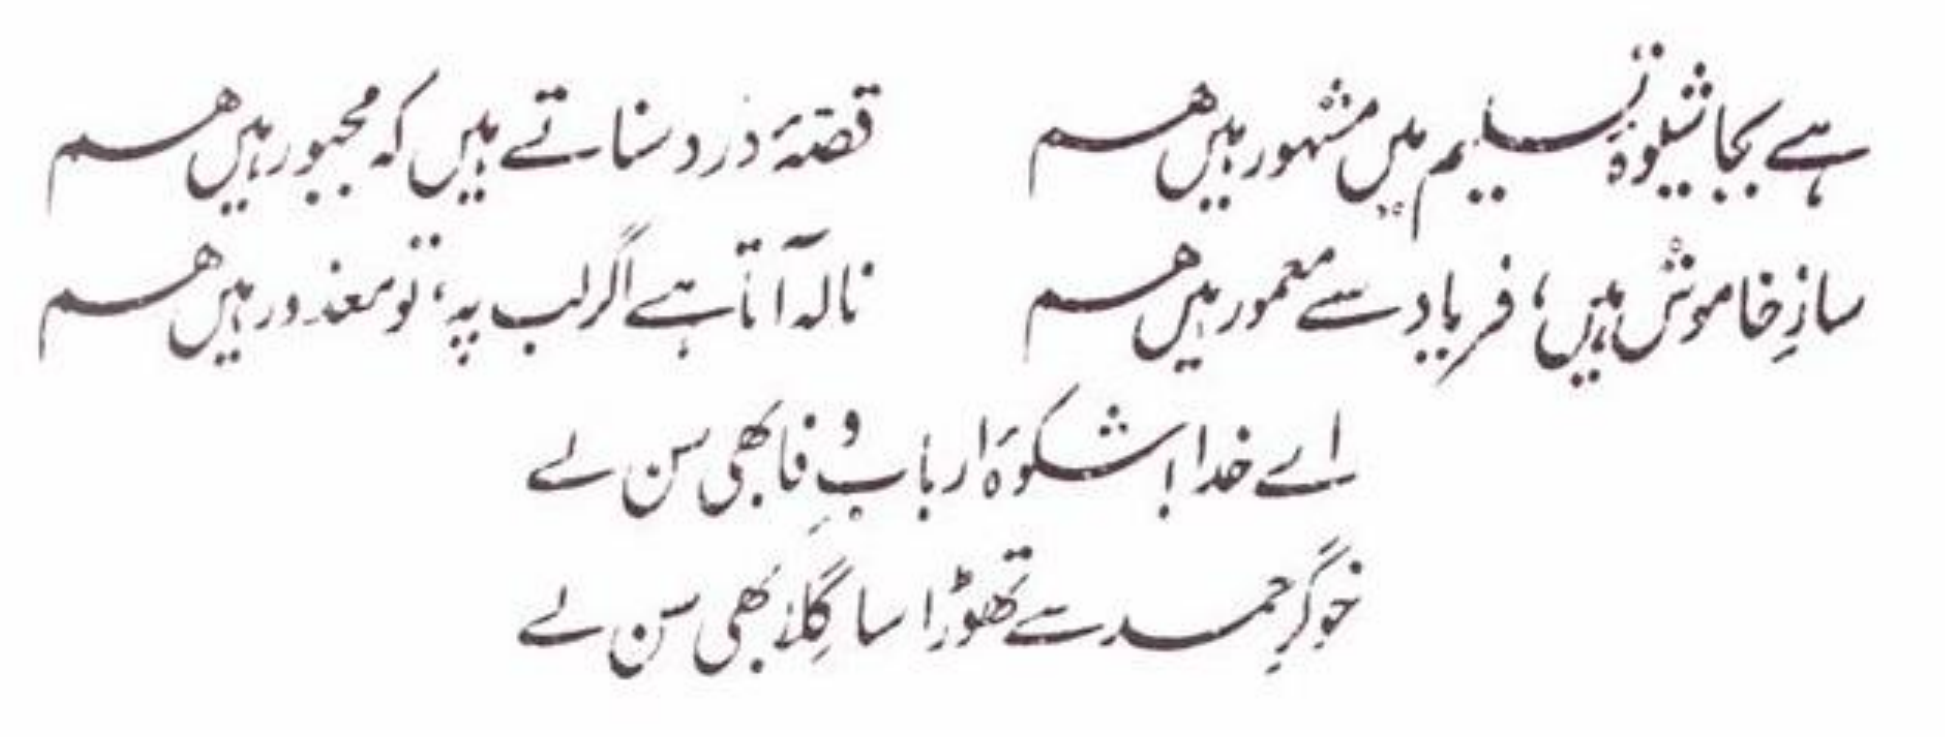 ہے بجا شیوۂ تسلیم میں مشہور ہیں ہم قصۂ درد سناتے ہیں کہ مجبور ہیں ہم
سازِ خاموش ہیں، فریاد سے معمور ہیں ہم نالہ آتا ہے اگر لب پہ، تو معذور ہیں ہم
اے خدا! شکوۂ اربابِ وفا بھی سن لے
خوگرِ حمد سے تھوڑا سا گِلا بھی سن لے